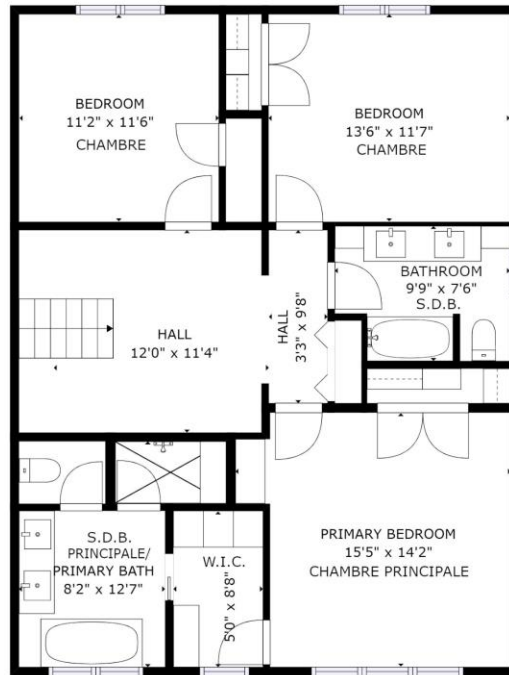 BEDROOM
11'2" x 11'6"
CHAMBRE
BEDROOM
13'6" x 11'7"
CHAMBRE
BATHROOM
9'9" x 7'6"
S.D.B.
HALL
12'0" x 11'4"
HALL
3'3" x 9'8"
S.D.B.
PRINCIPALE/
PRIMARY BATH
8'2" x 12'7"
W.I.C.
5'0" x 8'8"
PRIMARY BEDROOM
15'5" x 14'2"
CHAMBRE PRINCIPALE